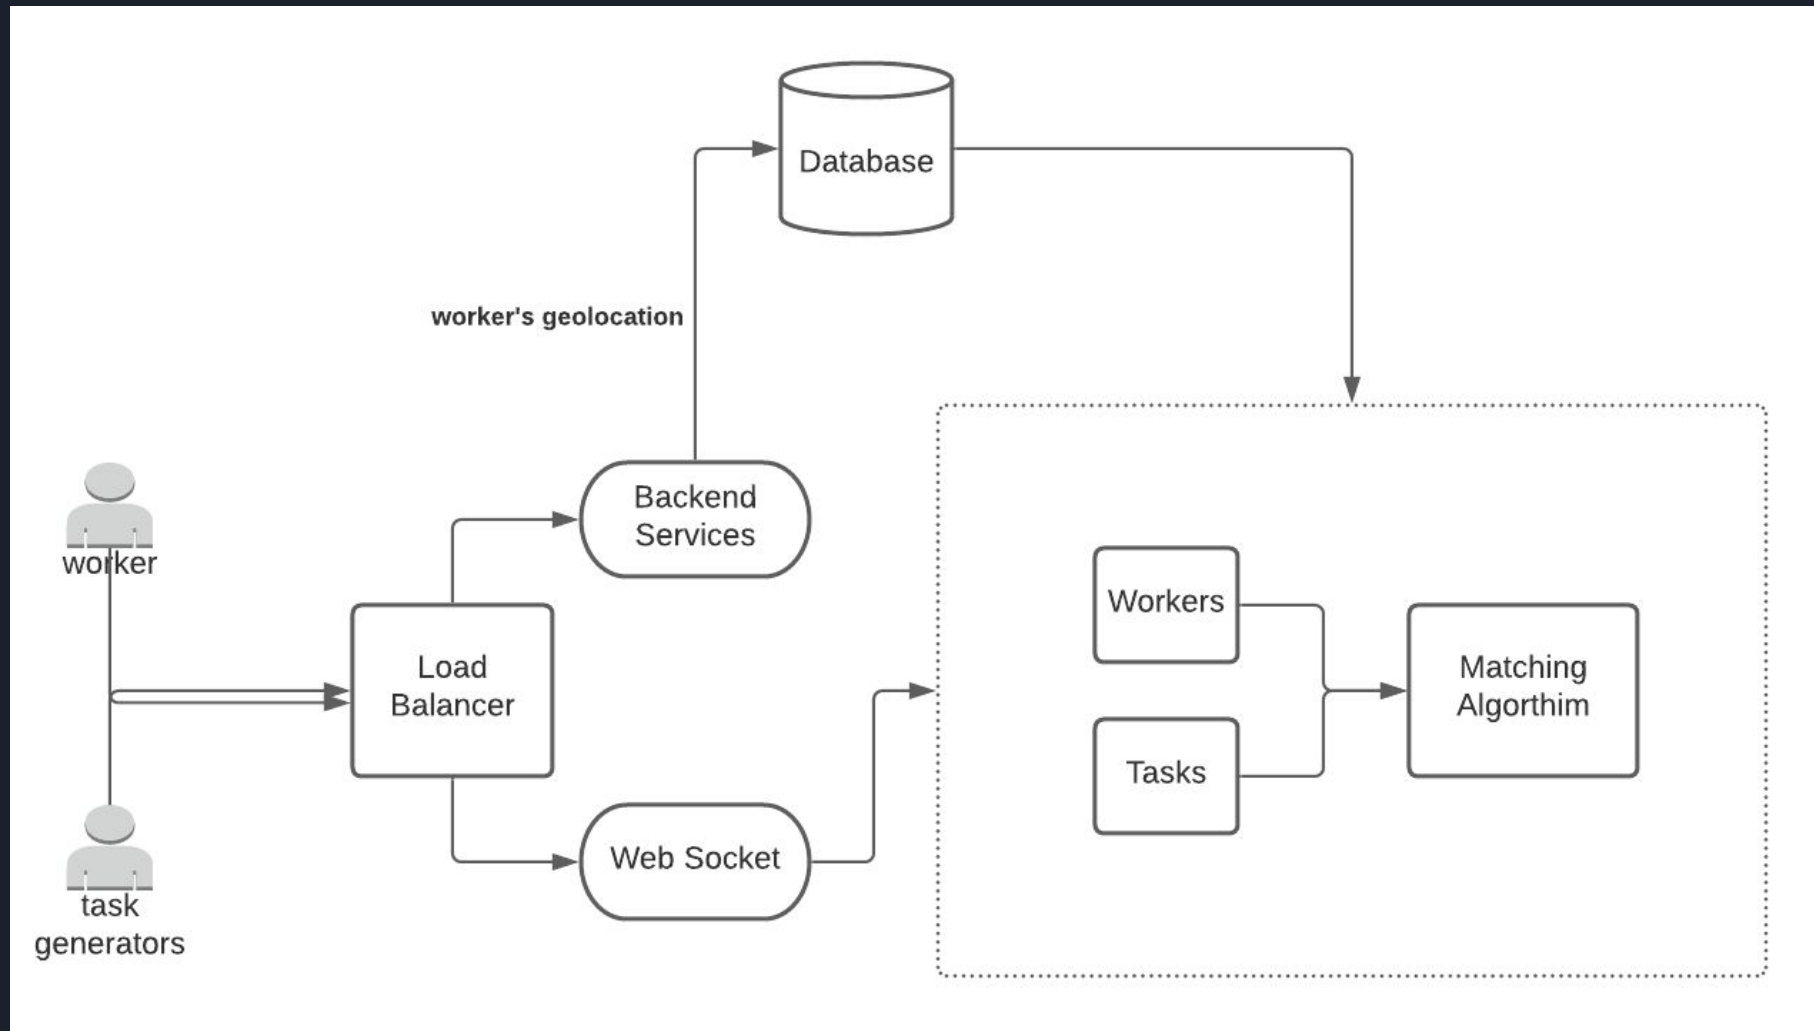 Database
worker's geolocation
Backend
Services
worker
Workers
Load
Balancer
Matching
Algorthim
Tasks
Web Socket
task
generators